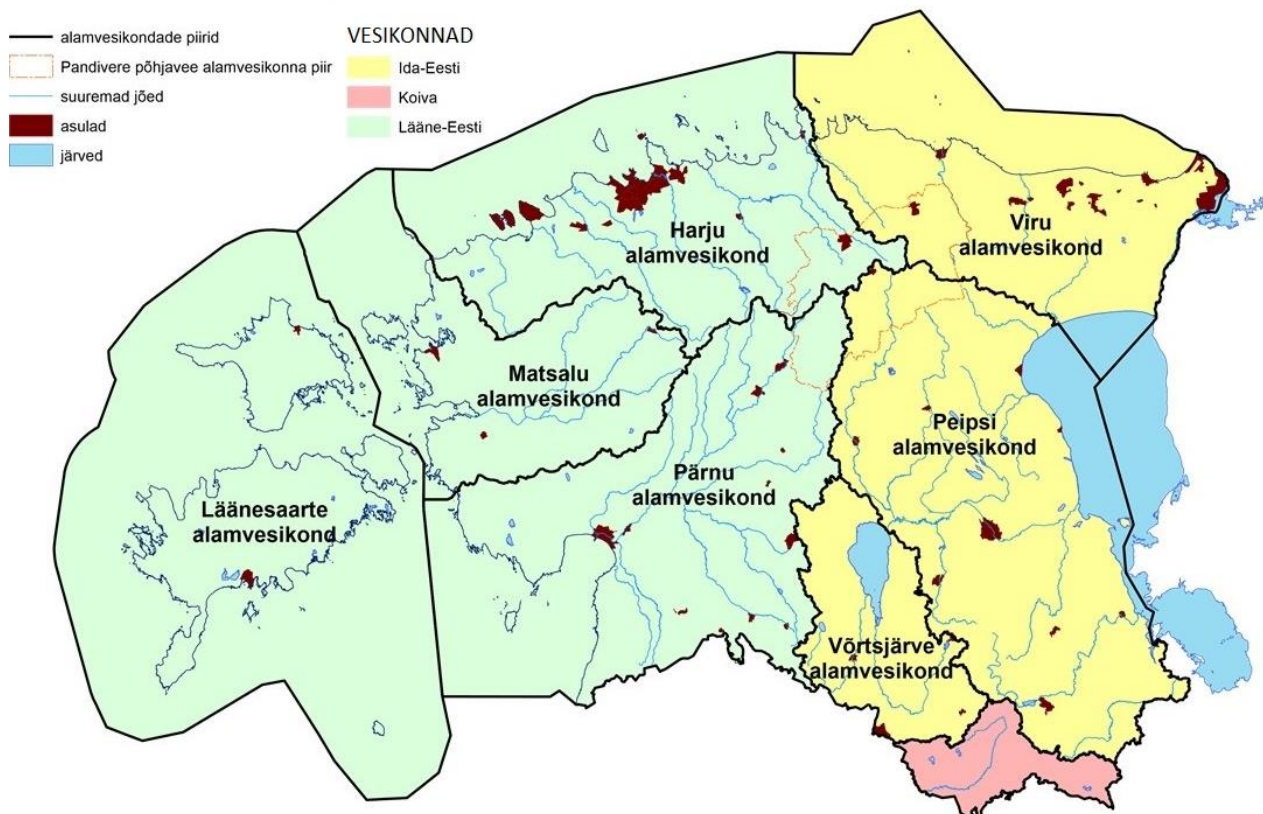 alamvesikondade piirid
Pandivere põhjavee alamvesikonna piir
suuremad jõed
asulad
järved
VESIKONNAD
Ida-Eesti
Koiva
Lääne-Eesti
Harju
alamvesikond
Viru
alamvesikond
Matsalu
alamvesikond
Peipsi
alamvesikond
Pärnu
alamvesikond
Läänesaarte
alamvesikond
Võrtsjärve
alamvesikond